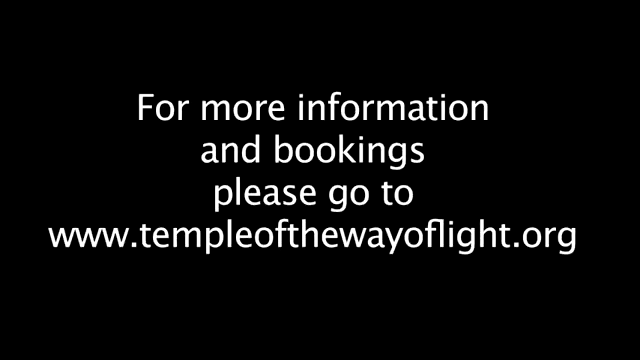 For more information
and bookings
please go to
www.templeofthewayoflight.org